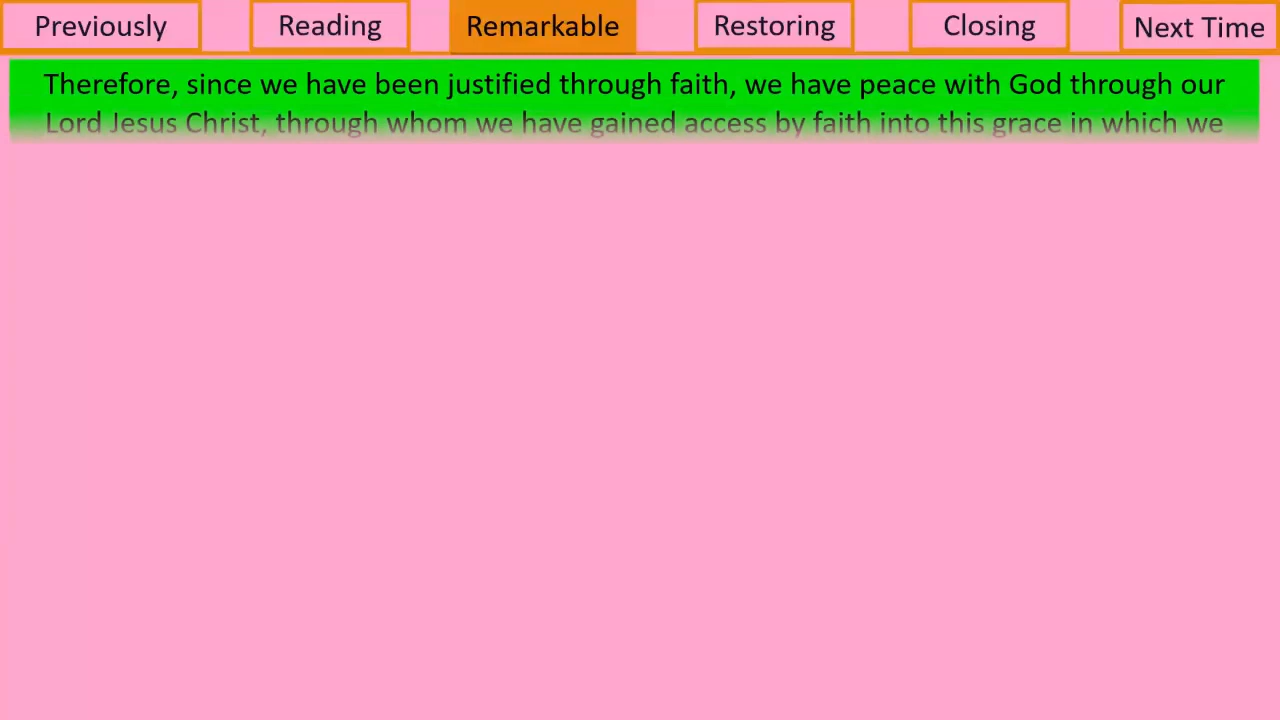 Previously Reading Remarkable Restoring Closing Next Time
Therefore, since we have been justified through faith, we have peace with God through our
Lord Jesus Christ, through whom we have gained access by faith into this grace in which we